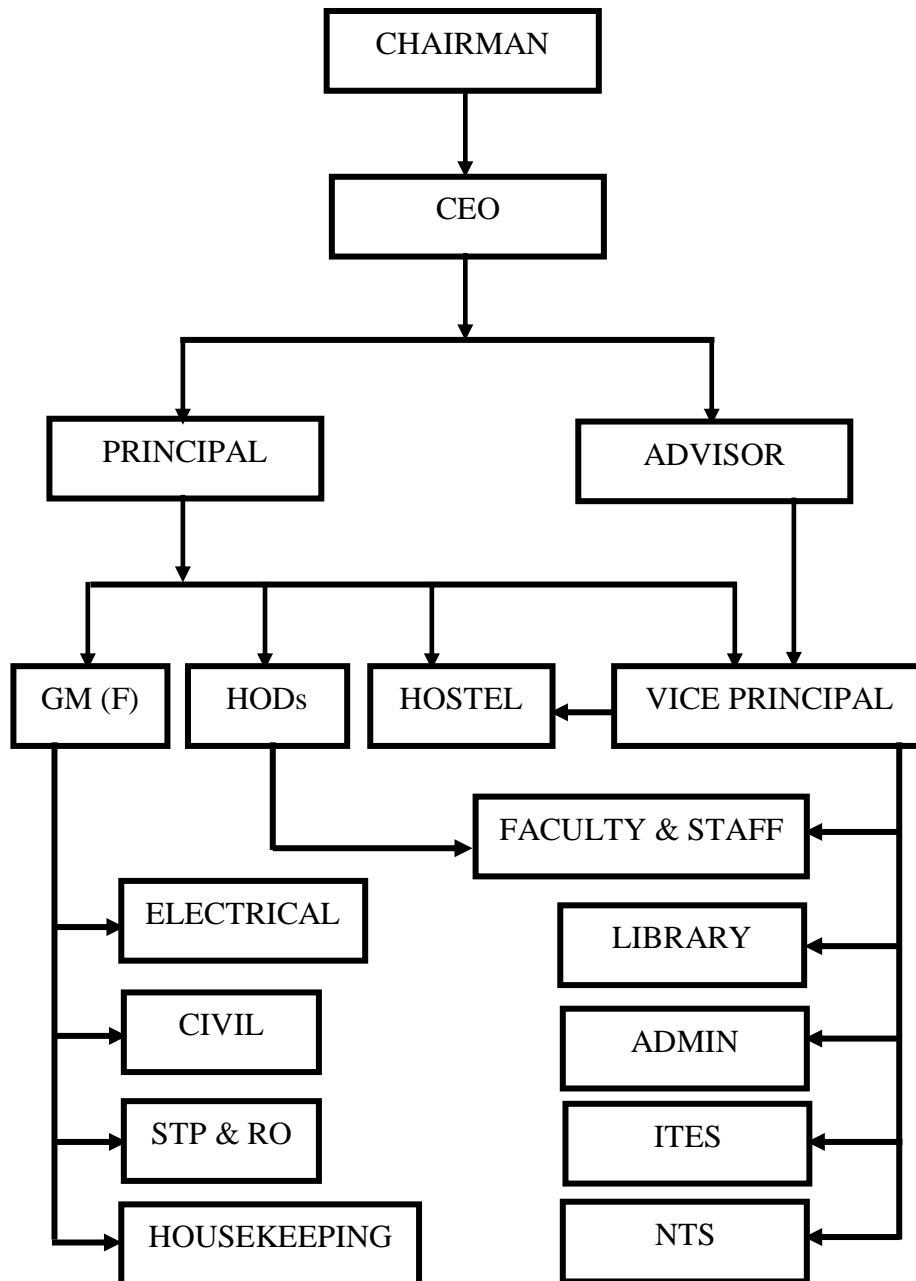 CHAIRMAN
CEO
PRINCIPAL
ADVISOR
GM (F)
HODs
HOSTEL
VICE PRINCIPAL
FACULTY & STAFF
ELECTRICAL
LIBRARY
CIVIL
ADMIN
STP & RO
ITES
HOUSEKEEPING
NTS